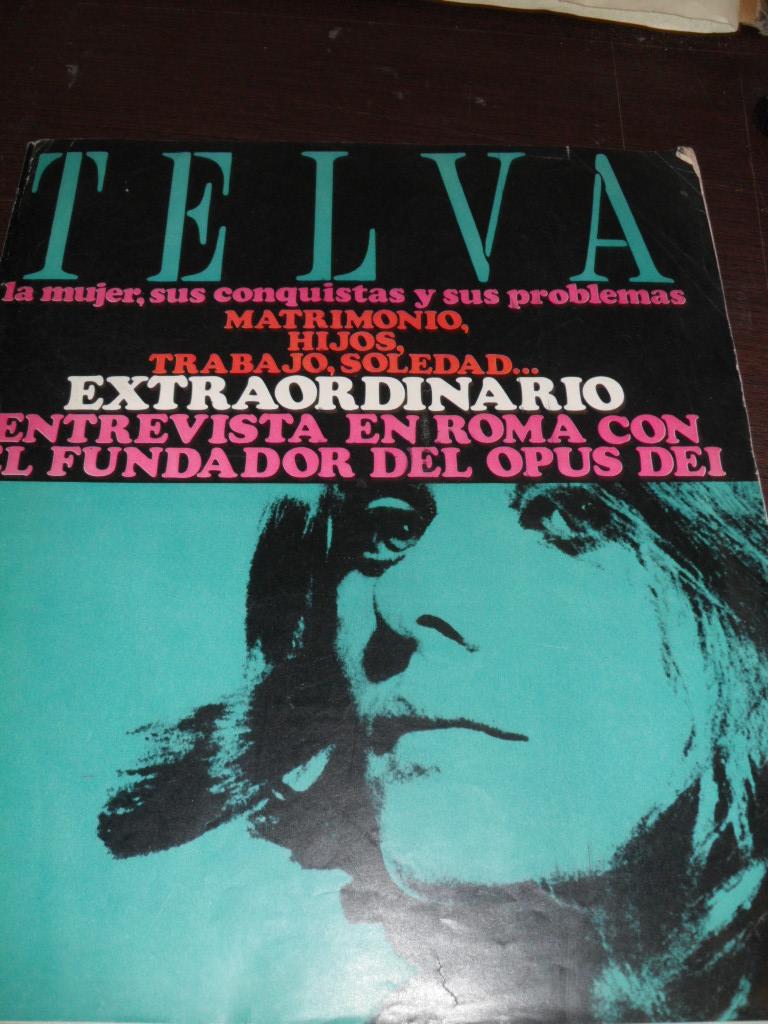 TELVA
la mujer, sus conquistas y sus problemas
MATRIMONIO,
HIJOS,
TRABAJO, SOLEDAD...
EXTRAORDINARIO
ENTREVISTA EN ROMA CON
EL FUNDADOR DEL OPUS DEI